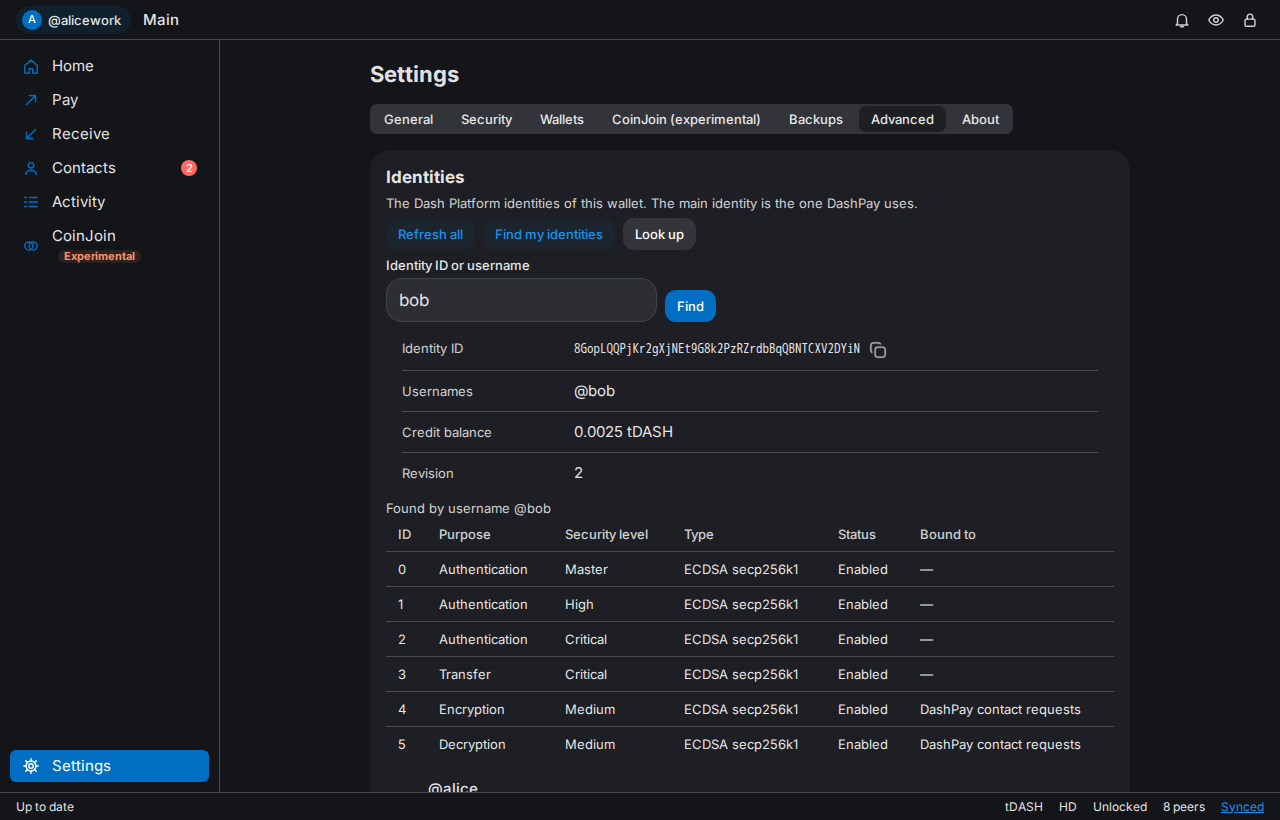 A @alicework Main
Home
Pay
Receive
Contacts 2
Activity
CoinJoin
Experimental
Settings
Settings
General Security Wallets CoinJoin (experimental) Backups Advanced About
Identities
The Dash Platform identities of this wallet. The main identity is the one DashPay uses.
Refresh all Find my identities Look up
Identity ID or username
bob Find
Identity ID 8GopLQQPjKr2gXjNEt9G8k2PzRZrdbBqQBNTCXV2DYiN
Usernames @bob
Credit balance 0.0025 tDASH
Revision 2
Found by username @bob
ID Purpose Security level Type Status Bound to
0 Authentication Master ECDSA secp256k1 Enabled —
1 Authentication High ECDSA secp256k1 Enabled —
2 Authentication Critical ECDSA secp256k1 Enabled —
3 Transfer Critical ECDSA secp256k1 Enabled —
4 Encryption Medium ECDSA secp256k1 Enabled DashPay contact requests
5 Decryption Medium ECDSA secp256k1 Enabled DashPay contact requests
@alice
Up to date tDASH HD Unlocked 8 peers Synced